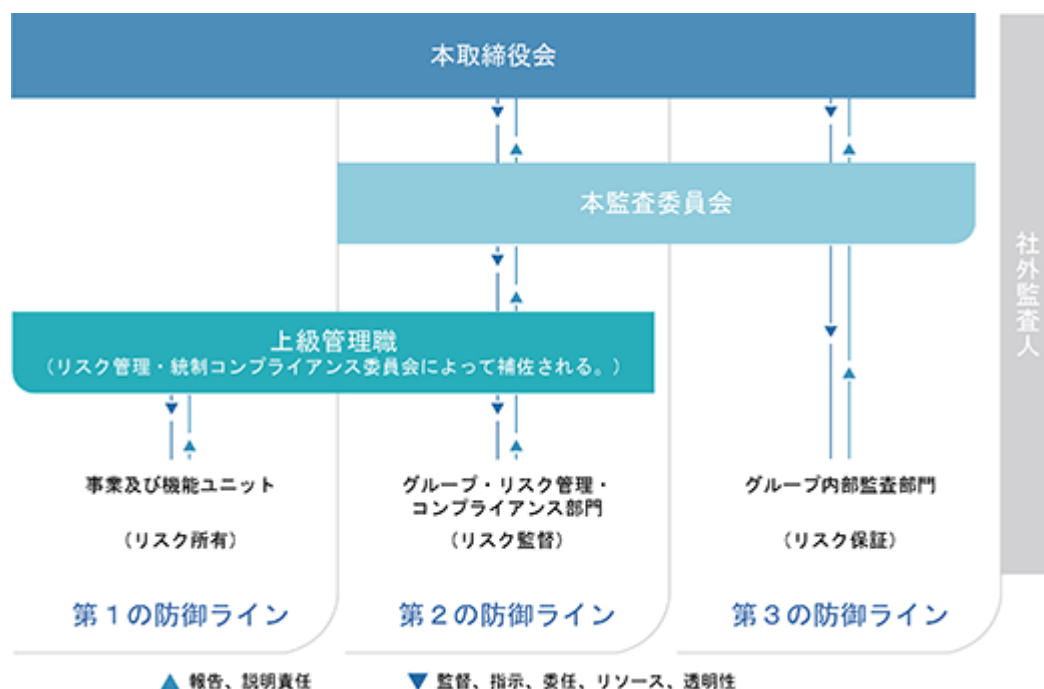 本取締役会
本監査委員会
社外監査人
上級管理職
（リスク管理・統制コンプライアンス委員会によって補佐される。）
事業及び機能ユニット
（リスク所有）
第１の防御ライン
グループ・リスク管理・
コンプライアンス部門
（リスク監督）
第２の防御ライン
グループ内部監査部門
（リスク保証）
第３の防御ライン
▲ 報告、説明責任
▼ 監督、指示、委任、リソース、透明性